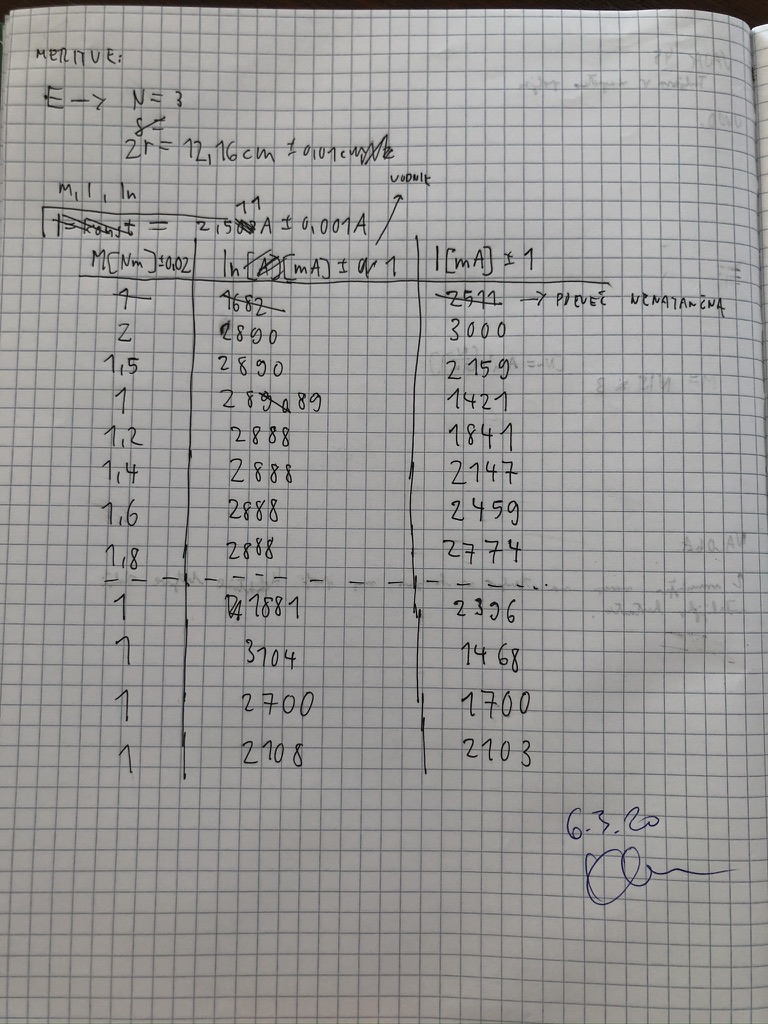 MERITVE:
E → N = 3
2r = 12,16 cm ± 0,01 cm
M, I, In
VODNIK
I = konst = 2,511 A ± 0,001 A
M [Nm] ± 0,02 In [mA] ± 1 I [mA] ± 1
1 1682 2511 → PREVEČ NENATANČNA
2 2890 3000
1,5 2890 2159
1 2889 1421
1,2 2888 1841
1,4 2888 2147
1,6 2888 2459
1,8 2888 2774
1 1881 2396
1 3104 1468
1 2700 1700
1 2108 2103
6.3.20